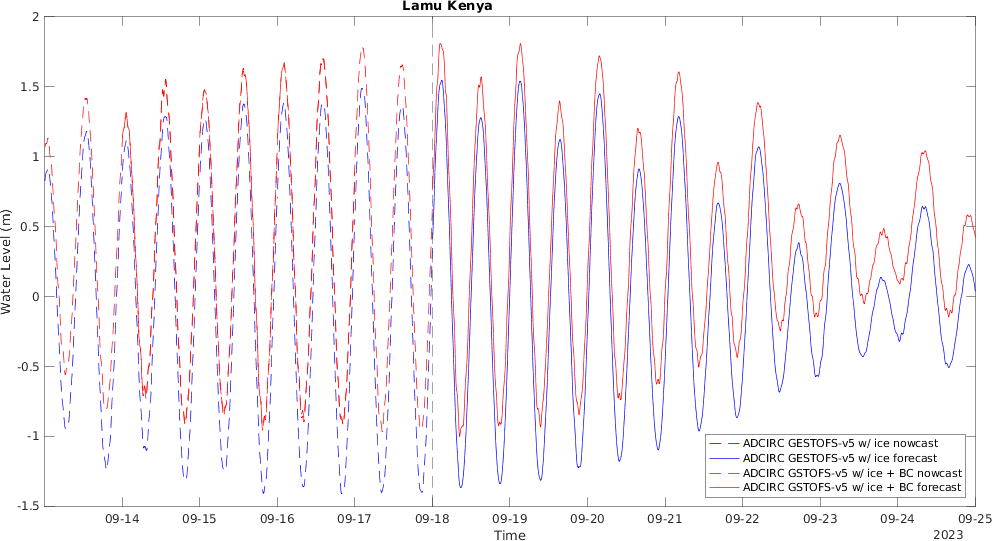 Lamu Kenya
2
1.5
1
0.5
0
-0.5
-1
-1.5
Water Level (m)
ADCIRC GESTOFS-v5 w/ ice nowcast
ADCIRC GESTOFS-v5 w/ ice forecast
ADCIRC GSTOFS-v5 w/ ice + BC nowcast
ADCIRC GSTOFS-v5 w/ ice + BC forecast
09-14 09-15 09-16 09-17 09-18 09-19 09-20 09-21 09-22 09-23 09-24 09-25
Time
2023